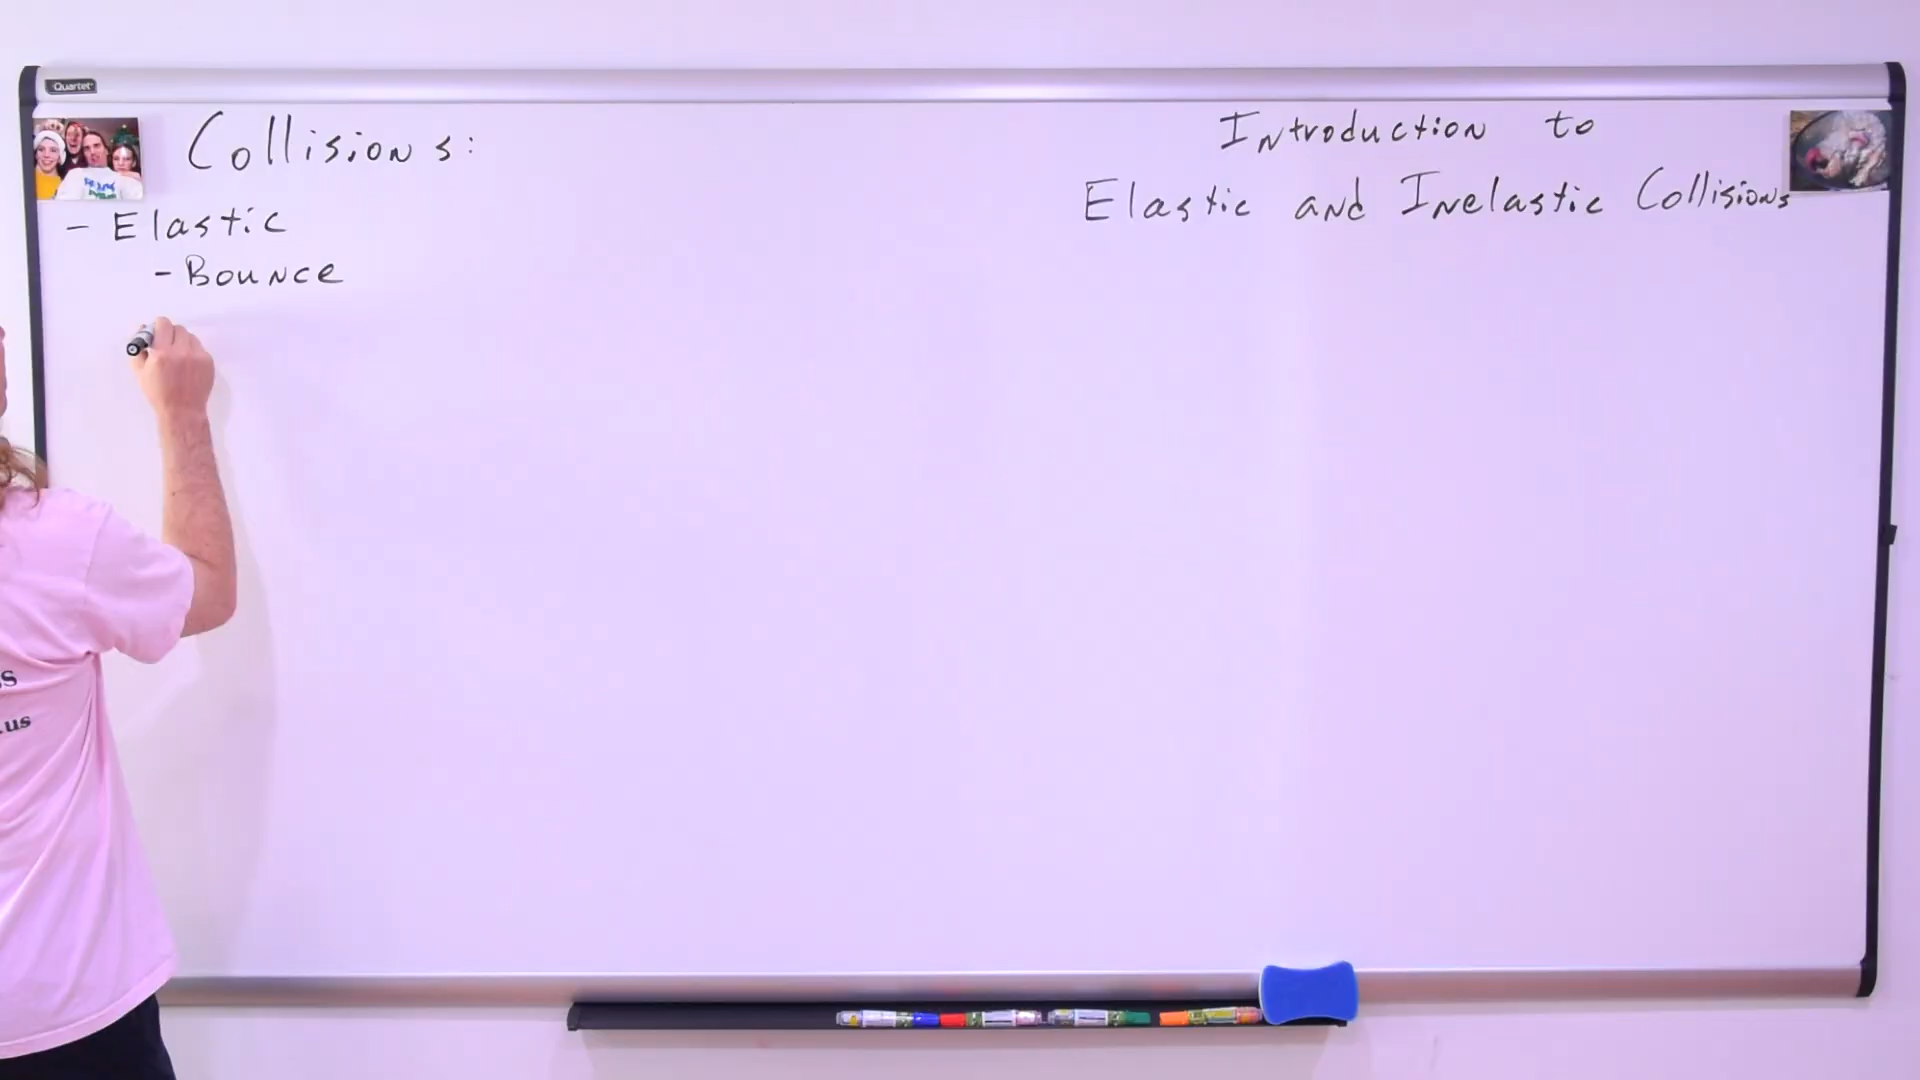 Quartet
Collisions:
- Elastic
- Bounce
Introduction to
Elastic and Inelastic Collisions